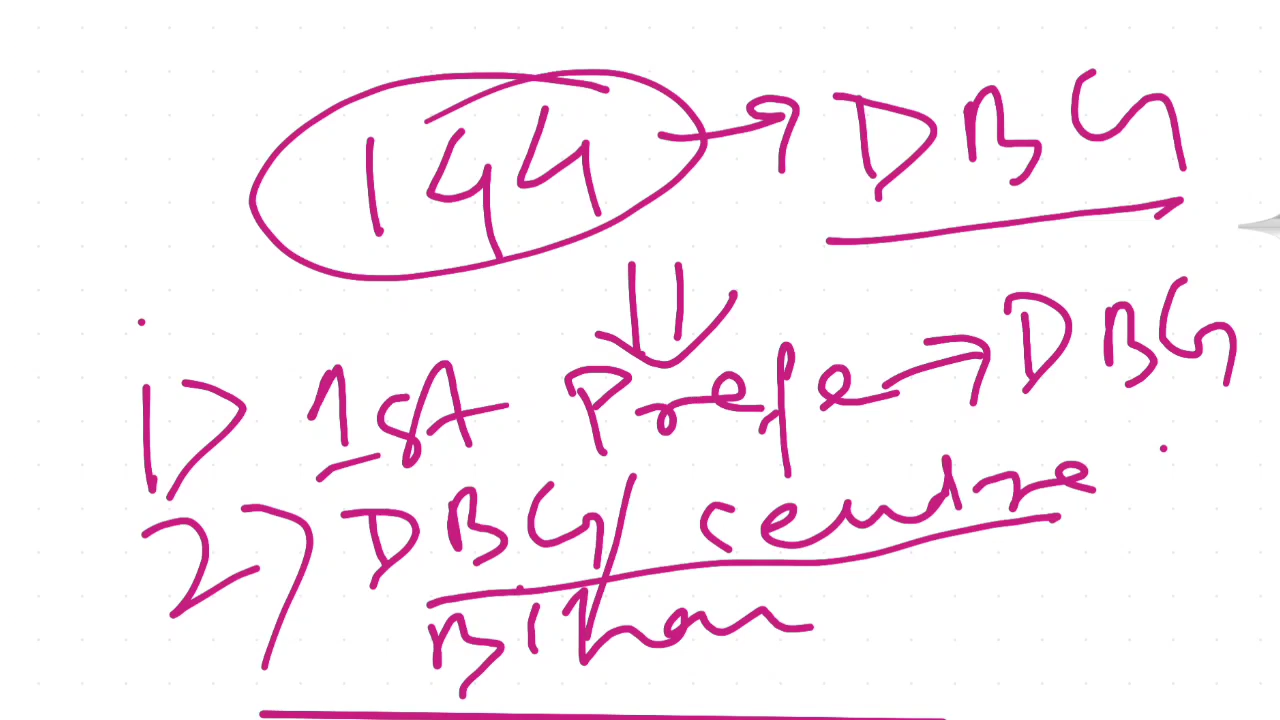 144 → DBG
1) 1st Prefe → DBG
2) DBG/ centre
Bihar